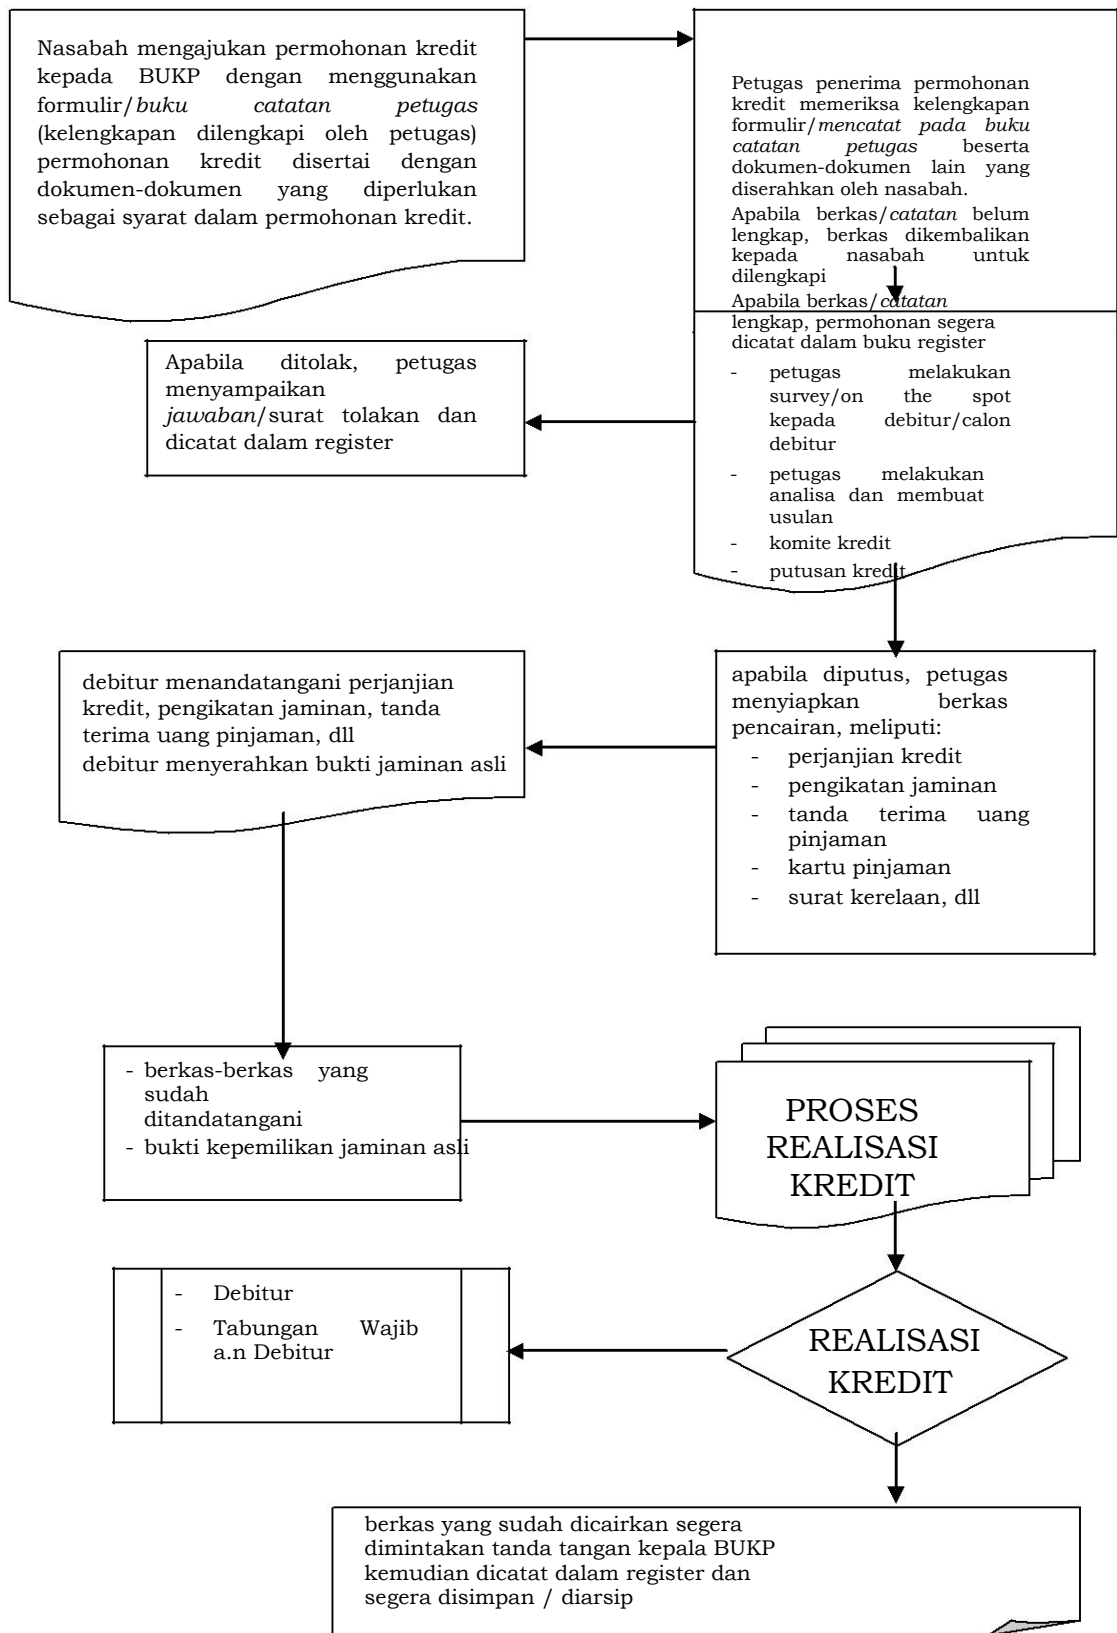 Nasabah mengajukan permohonan kredit
kepada BUKP dengan menggunakan
formulir/buku catatan petugas
(kelengkapan dilengkapi oleh petugas)
permohonan kredit disertai dengan
dokumen-dokumen yang diperlukan
sebagai syarat dalam permohonan kredit.
Petugas penerima permohonan
kredit memeriksa kelengkapan
formulir/mencatat pada buku
catatan petugas beserta
dokumen-dokumen lain yang
diserahkan oleh nasabah.
Apabila berkas/catatan belum
lengkap, berkas dikembalikan
kepada nasabah untuk
dilengkapi
Apabila berkas/catatan
lengkap, permohonan segera
dicatat dalam buku register
- petugas melakukan
survey/on the spot
kepada debitur/calon
debitur
- petugas melakukan
analisa dan membuat
usulan
- komite kredit
- putusan kredit
Apabila ditolak, petugas
menyampaikan
jawaban/surat tolakan dan
dicatat dalam register
apabila diputus, petugas
menyiapkan berkas
pencairan, meliputi:
- perjanjian kredit
- pengikatan jaminan
- tanda terima uang
pinjaman
- kartu pinjaman
- surat kerelaan, dll
debitur menandatangani perjanjian
kredit, pengikatan jaminan, tanda
terima uang pinjaman, dll
debitur menyerahkan bukti jaminan asli
- berkas-berkas yang
sudah
ditandatangani
- bukti kepemilikan jaminan asli
PROSES
REALISASI
KREDIT
REALISASI
KREDIT
- Debitur
- Tabungan Wajib
a.n Debitur
berkas yang sudah dicairkan segera
dimintakan tanda tangan kepala BUKP
kemudian dicatat dalam register dan
segera disimpan / diarsip